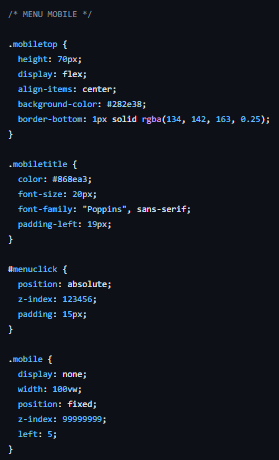 /* MENU MOBILE */
.mobiletop {
height: 70px;
display: flex;
align-items: center;
background-color: #282e38;
border-bottom: 1px solid rgba(134, 142, 163, 0.25);
}
.mobiletitle {
color: #868ea3;
font-size: 20px;
font-family: "Poppins", sans-serif;
padding-left: 19px;
}
#menuclick {
position: absolute;
z-index: 123456;
padding: 15px;
}
.mobile {
display: none;
width: 100vw;
position: fixed;
z-index: 99999999;
left: 5;
}